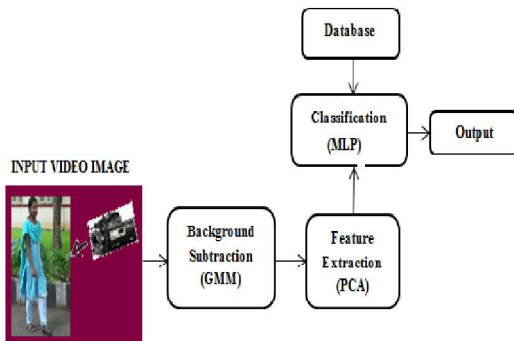 Database
Classification
(MLP)
Output
INPUT VIDEO IMAGE
Background
Subtraction
(GMM)
Feature
Extraction
(PCA)